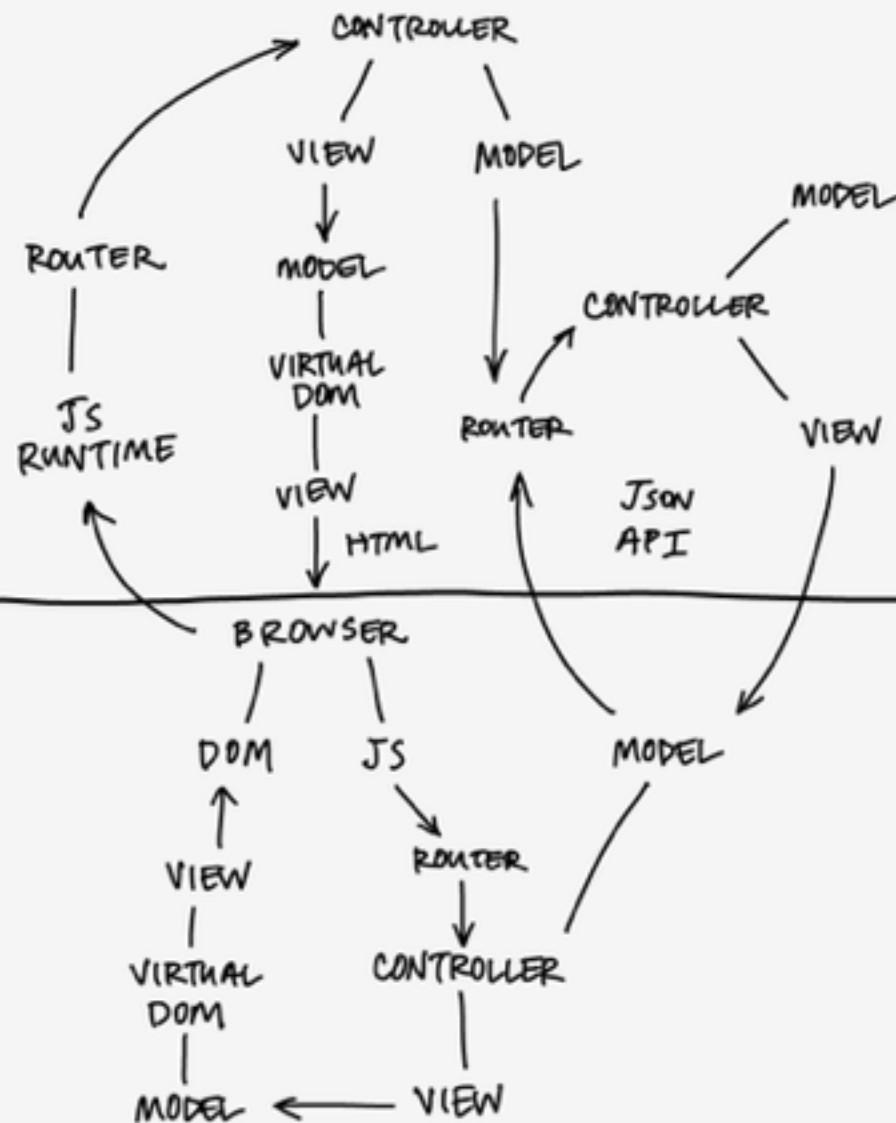 CONTROLLER
VIEW MODEL
MODEL
ROUTER MODEL
CONTROLLER
VIRTUAL
DOM
JS
RUNTIME
ROUTER VIEW
VIEW
JSON
API
HTML
BROWSER
DOM JS MODEL
ROUTER
VIEW
VIRTUAL
DOM
CONTROLLER
MODEL VIEW